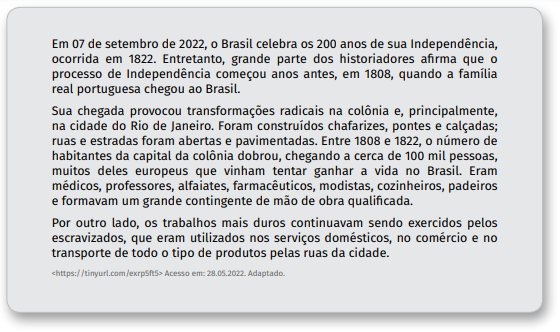 Em 07 de setembro de 2022, o Brasil celebra os 200 anos de sua Independência,
ocorrida em 1822. Entretanto, grande parte dos historiadores afirma que o
processo de Independência começou anos antes, em 1808, quando a família
real portuguesa chegou ao Brasil.
Sua chegada provocou transformações radicais na colônia e, principalmente,
na cidade do Rio de Janeiro. Foram construídos chafarizes, pontes e calçadas;
ruas e estradas foram abertas e pavimentadas. Entre 1808 e 1822, o número de
habitantes da capital da colônia dobrou, chegando a cerca de 100 mil pessoas,
muitos deles europeus que vinham tentar ganhar a vida no Brasil. Eram
médicos, professores, alfaiates, farmacêuticos, modistas, cozinheiros, padeiros
e formavam um grande contingente de mão de obra qualificada.
Por outro lado, os trabalhos mais duros continuavam sendo exercidos pelos
escravizados, que eram utilizados nos serviços domésticos, no comércio e no
transporte de todo o tipo de produtos pelas ruas da cidade.
<https://tinyurl.com/exrp5ft5> Acesso em: 28.05.2022. Adaptado.